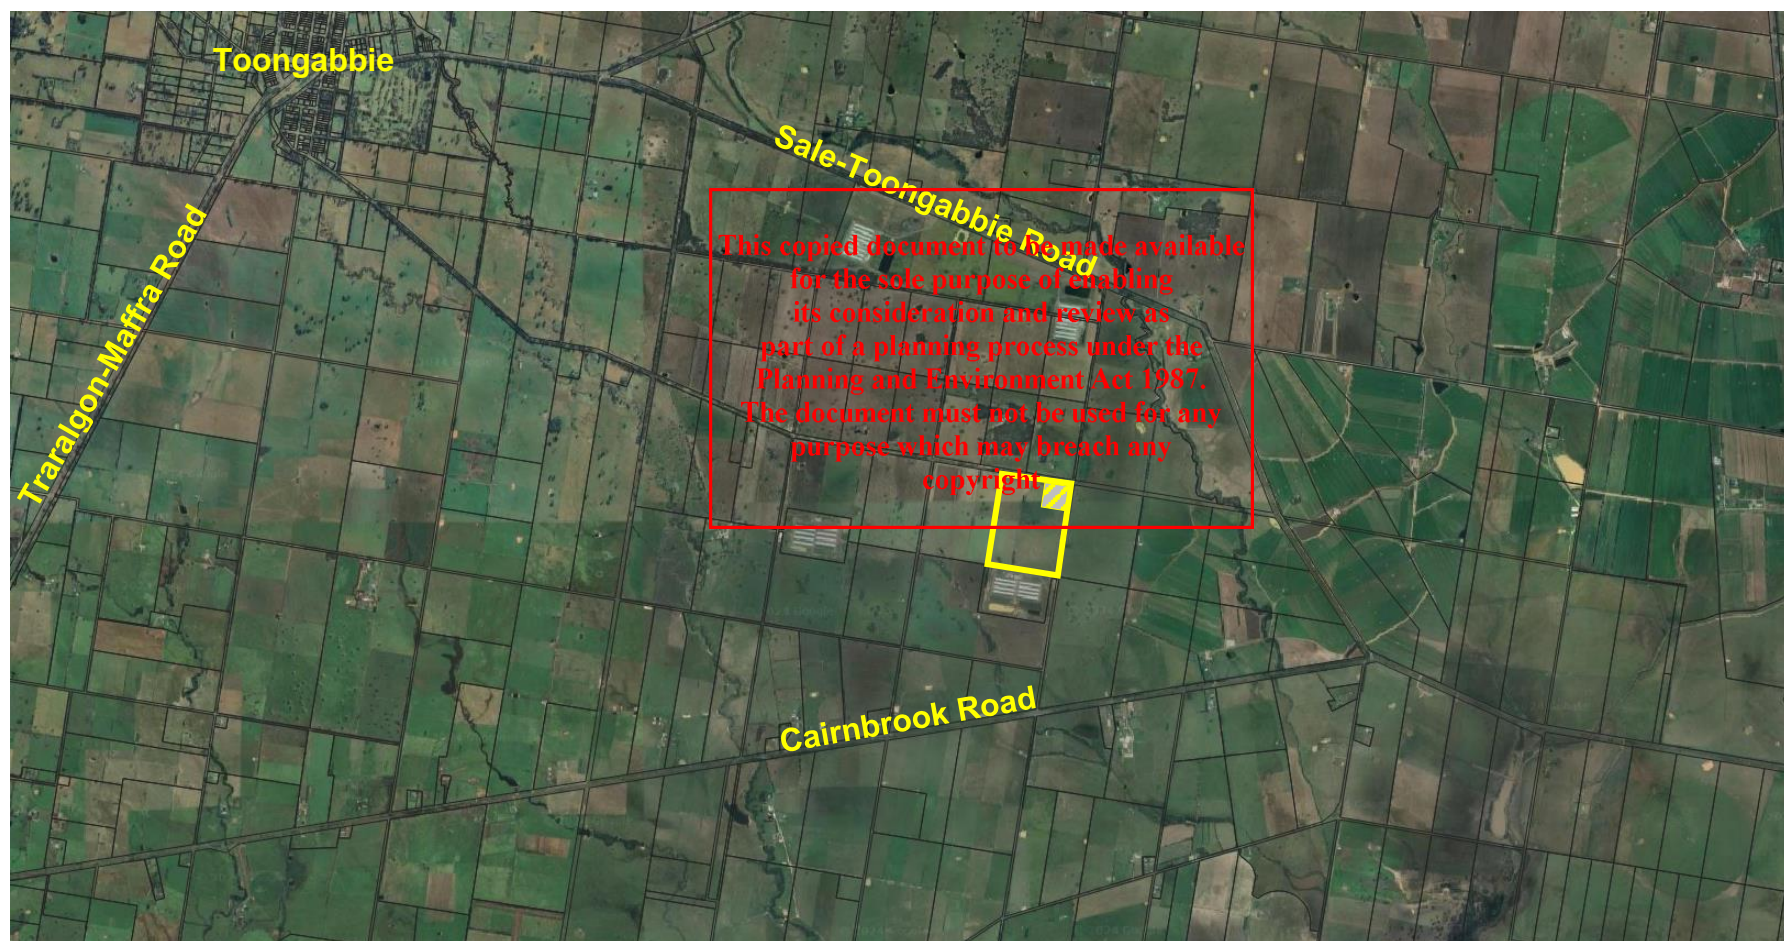 Toongabbie
Sale-Toongabbie Road
Traralgon-Maffra Road
This copied document to be made available
for the sole purpose of enabling
its consideration and review as
part of a planning process under the
Planning and Environment Act 1987.
The document must not be used for any
purpose which may breach any
copyright
Cairnbrook Road